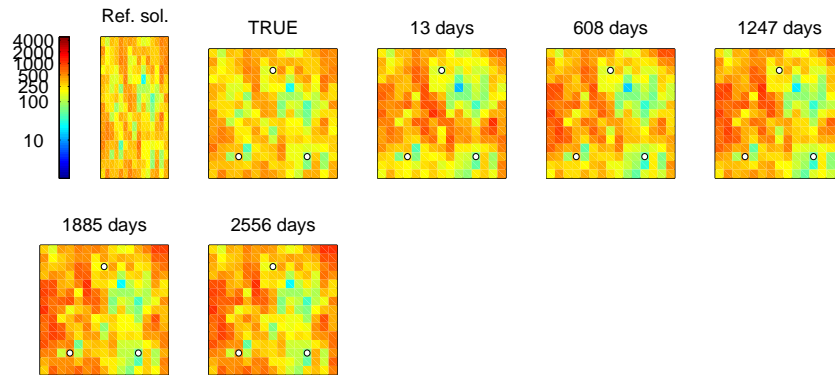 Ref. sol.
TRUE
13 days
608 days
1247 days
4000
2000
1000
500
250
100
10
1885 days
2556 days